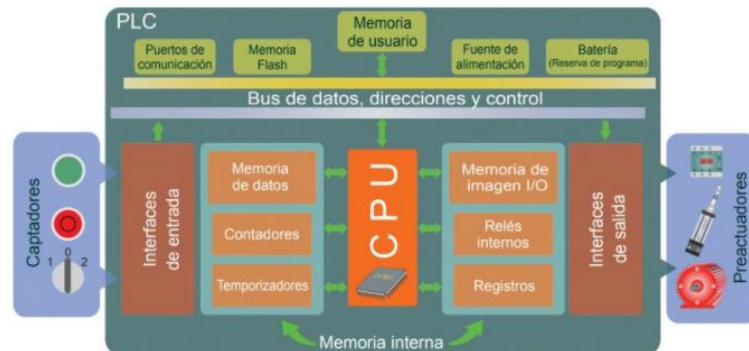 PLC
Puertos de
comunicación
Memoria
Flash
Memoria
de usuario
Fuente de
alimentación
Batería
(Reserva de programa)
Bus de datos, direcciones y control
Captadores
1 0 2
Interfaces
de entrada
Memoria
de datos
Contadores
Temporizadores
CPU
Memoria de
imagen I/O
Relés
internos
Registros
Interfaces
de salida
Preactuadores
Memoria interna